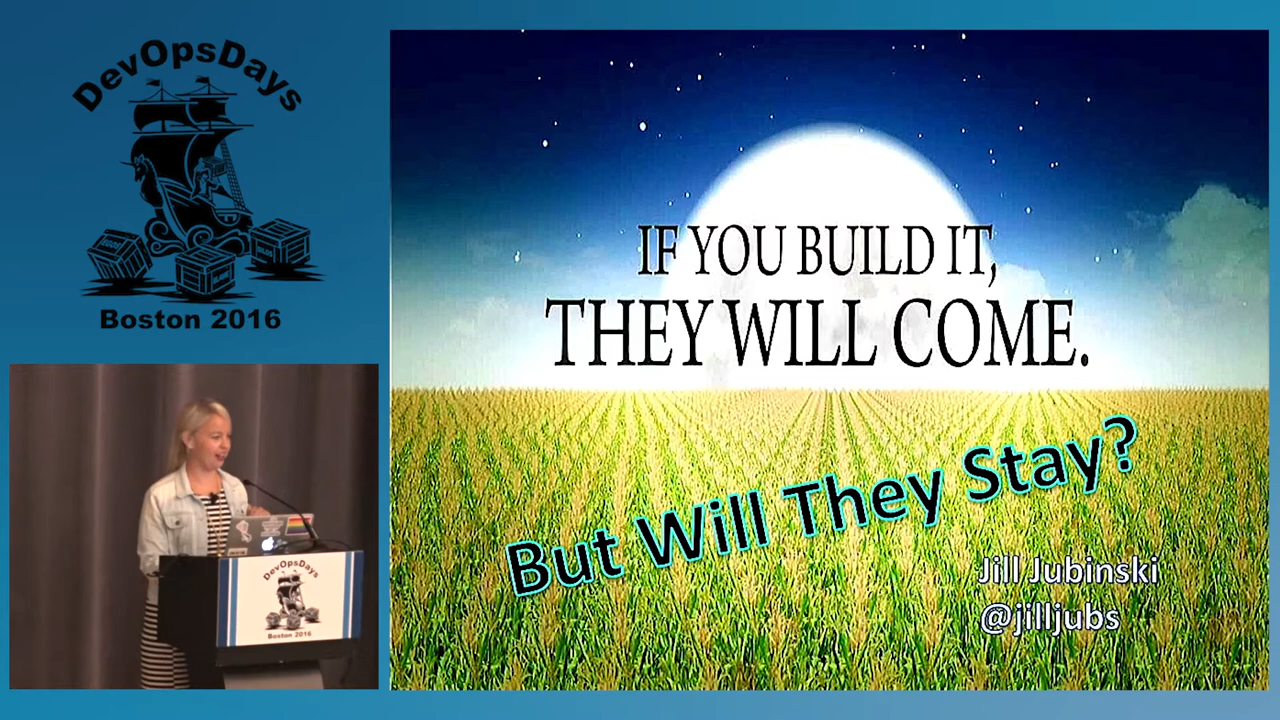 DevOpsDays
Boston 2016
IF YOU BUILD IT,
THEY WILL COME.
But Will They Stay?
Jill Jubinski
@jilljubs
DevOpsDays
Boston 2016